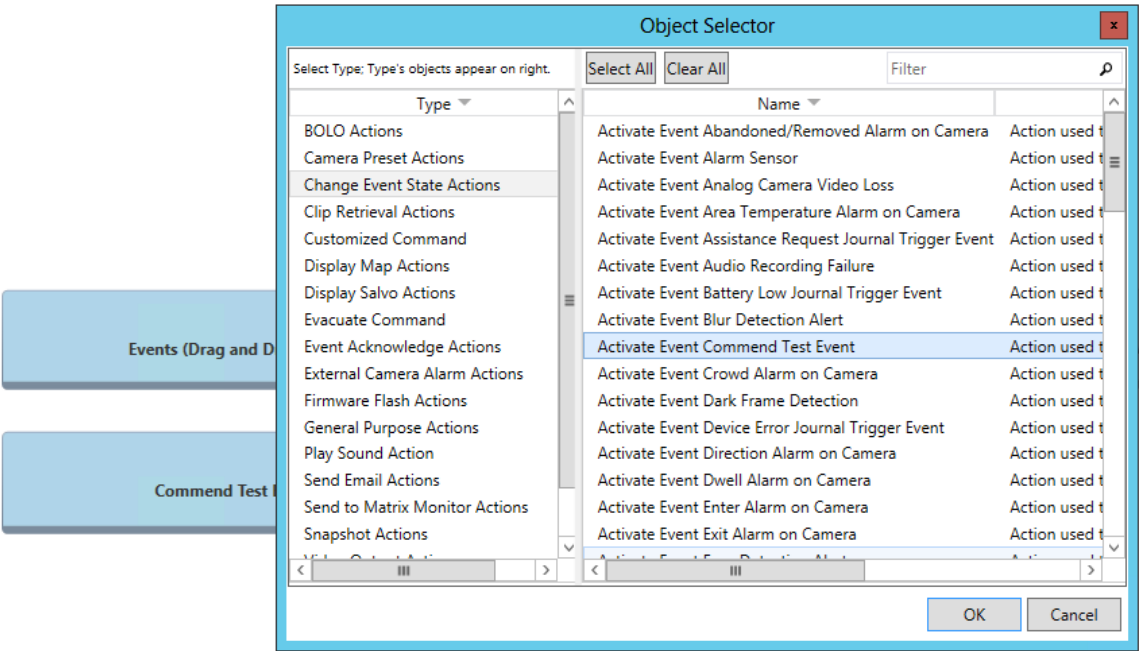 Object Selector
x
Select Type; Type's objects appear on right.
Select All Clear All Filter
Type
Name
BOLO Actions
Camera Preset Actions
Change Event State Actions
Clip Retrieval Actions
Customized Command
Display Map Actions
Display Salvo Actions
Evacuate Command
Event Acknowledge Actions
External Camera Alarm Actions
Firmware Flash Actions
General Purpose Actions
Play Sound Action
Send Email Actions
Send to Matrix Monitor Actions
Snapshot Actions
Activate Event Abandoned/Removed Alarm on Camera Action used t
Activate Event Alarm Sensor Action used t
Activate Event Analog Camera Video Loss Action used t
Activate Event Area Temperature Alarm on Camera Action used t
Activate Event Assistance Request Journal Trigger Event Action used t
Activate Event Audio Recording Failure Action used t
Activate Event Battery Low Journal Trigger Event Action used t
Activate Event Blur Detection Alert Action used t
Activate Event Commend Test Event Action used t
Activate Event Crowd Alarm on Camera Action used t
Activate Event Dark Frame Detection Action used t
Activate Event Device Error Journal Trigger Event Action used t
Activate Event Direction Alarm on Camera Action used t
Activate Event Dwell Alarm on Camera Action used t
Activate Event Enter Alarm on Camera Action used t
Activate Event Exit Alarm on Camera Action used t
Events (Drag and D
Commend Test
OK Cancel